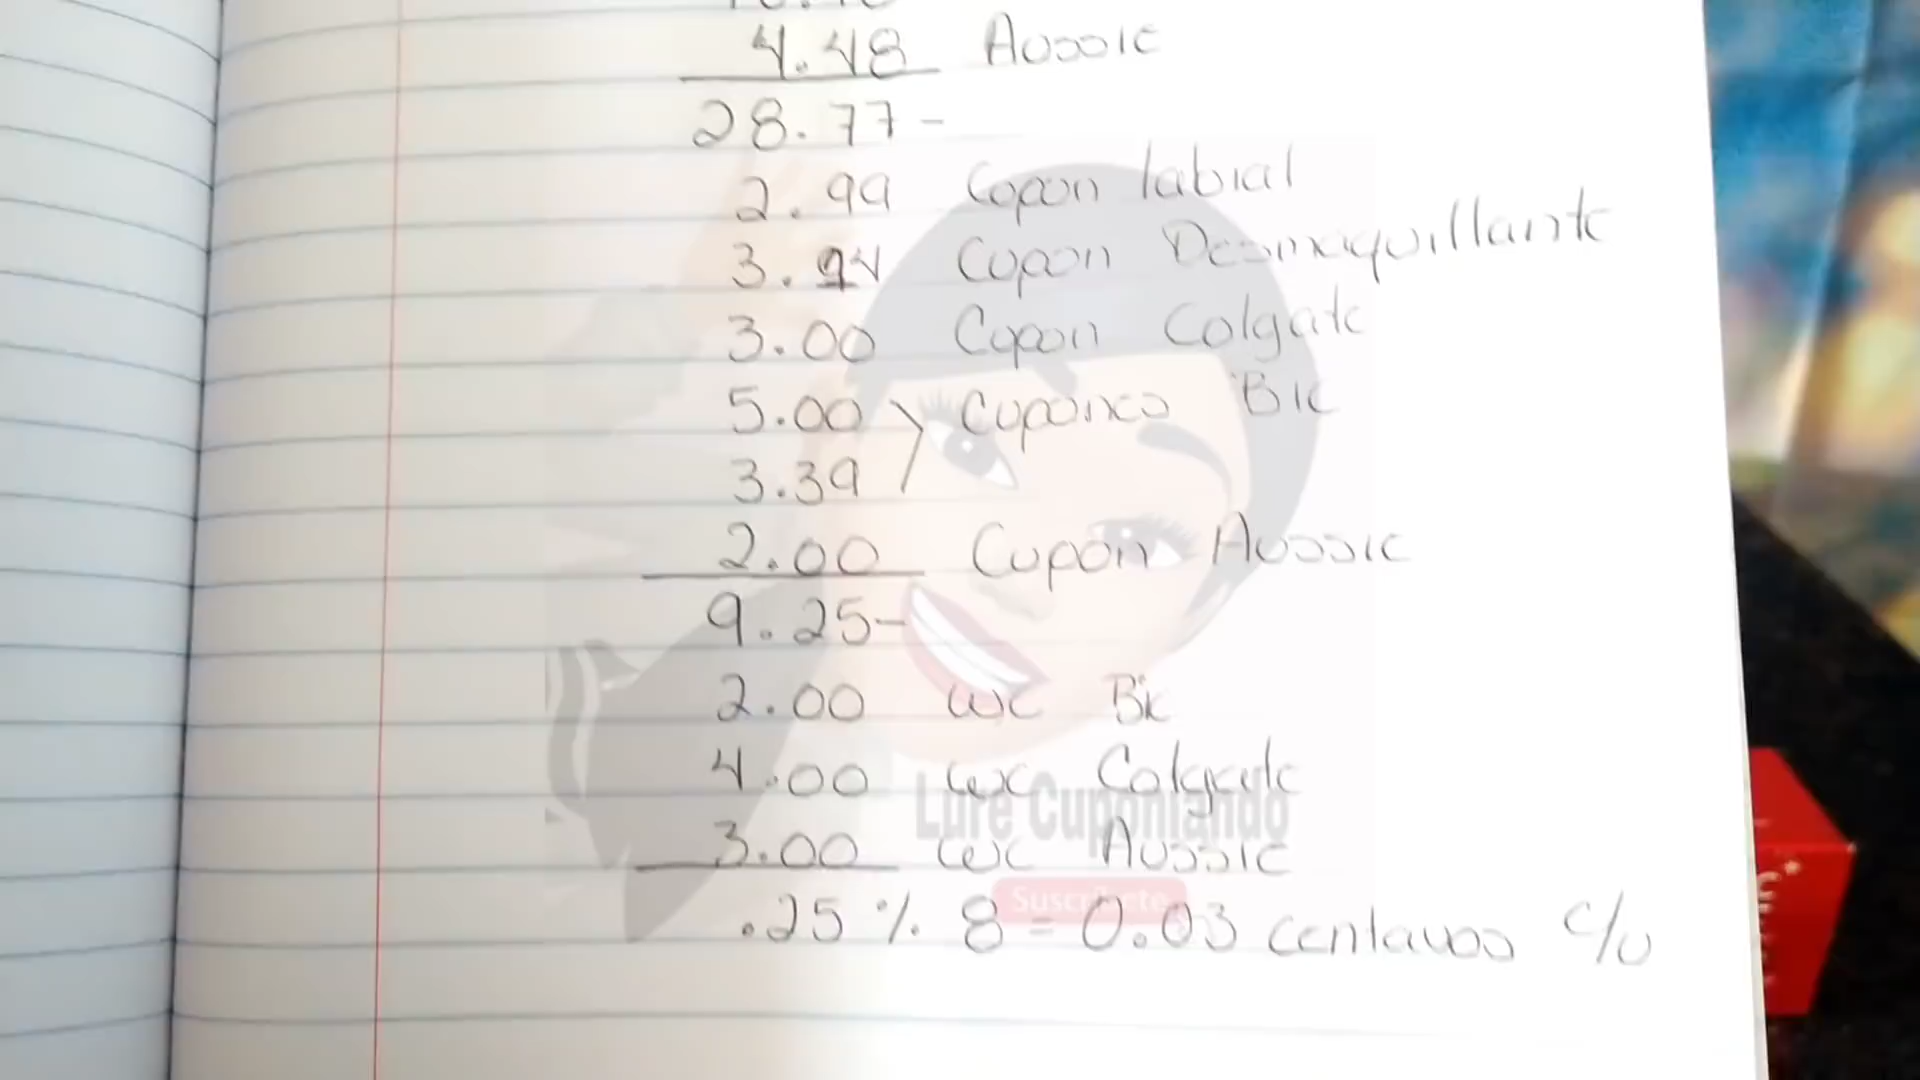 4.48 Aussie
28.77-
2.99 Cupon labial
3.94 Cupon Desmaquillante
3.00 Cupon Colgate
5.00 Cupones Bic
3.39
2.00 Cupon Aussie
9.25-
2.00 wc Bic
4.00 wc Colgate
Lure Cuponiando
3.00 wc Aussie
Suscribete
.25 % 8 = 0.03 centavos c/u